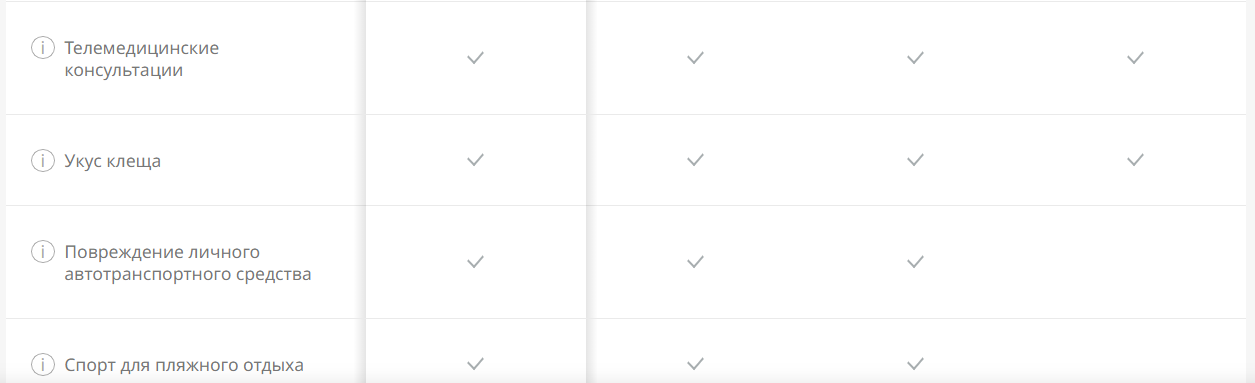 Телемедицинские
консультации
Укус клеща
Повреждение личного
автотранспортного средства
Спорт для пляжного отдыха